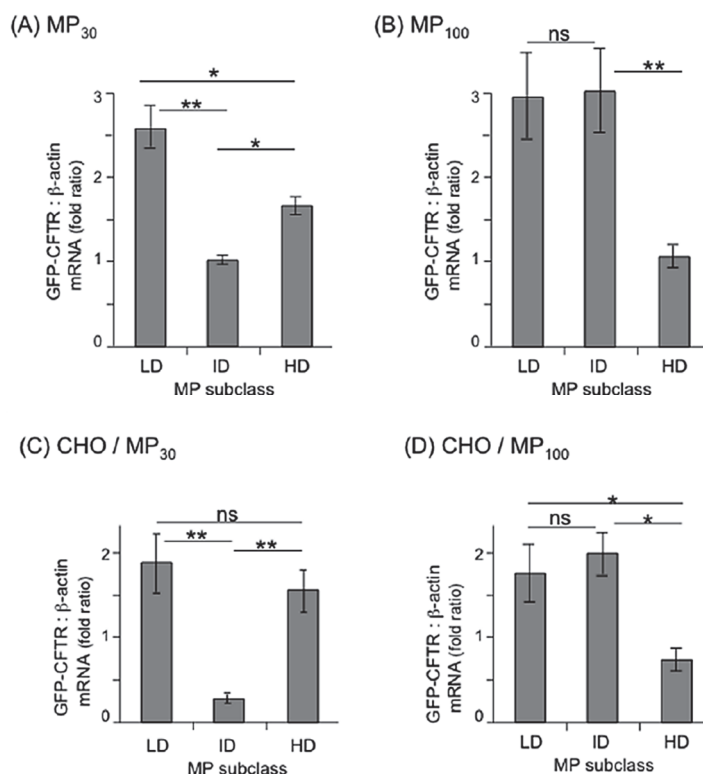 (A) MP30
*
**
*
GFP-CFTR : β-actin
mRNA (fold ratio)
3
2
1
0
LD ID HD
MP subclass
(B) MP100
ns
**
GFP-CFTR : β-actin
mRNA (fold ratio)
3
2
1
0
LD ID HD
MP subclass
(C) CHO / MP30
ns
** **
GFP-CFTR : β-actin
mRNA (fold ratio)
2
1
0
LD ID HD
MP subclass
(D) CHO / MP100
*
ns *
GFP-CFTR : β-actin
mRNA (fold ratio)
2
1
0
LD ID HD
MP subclass